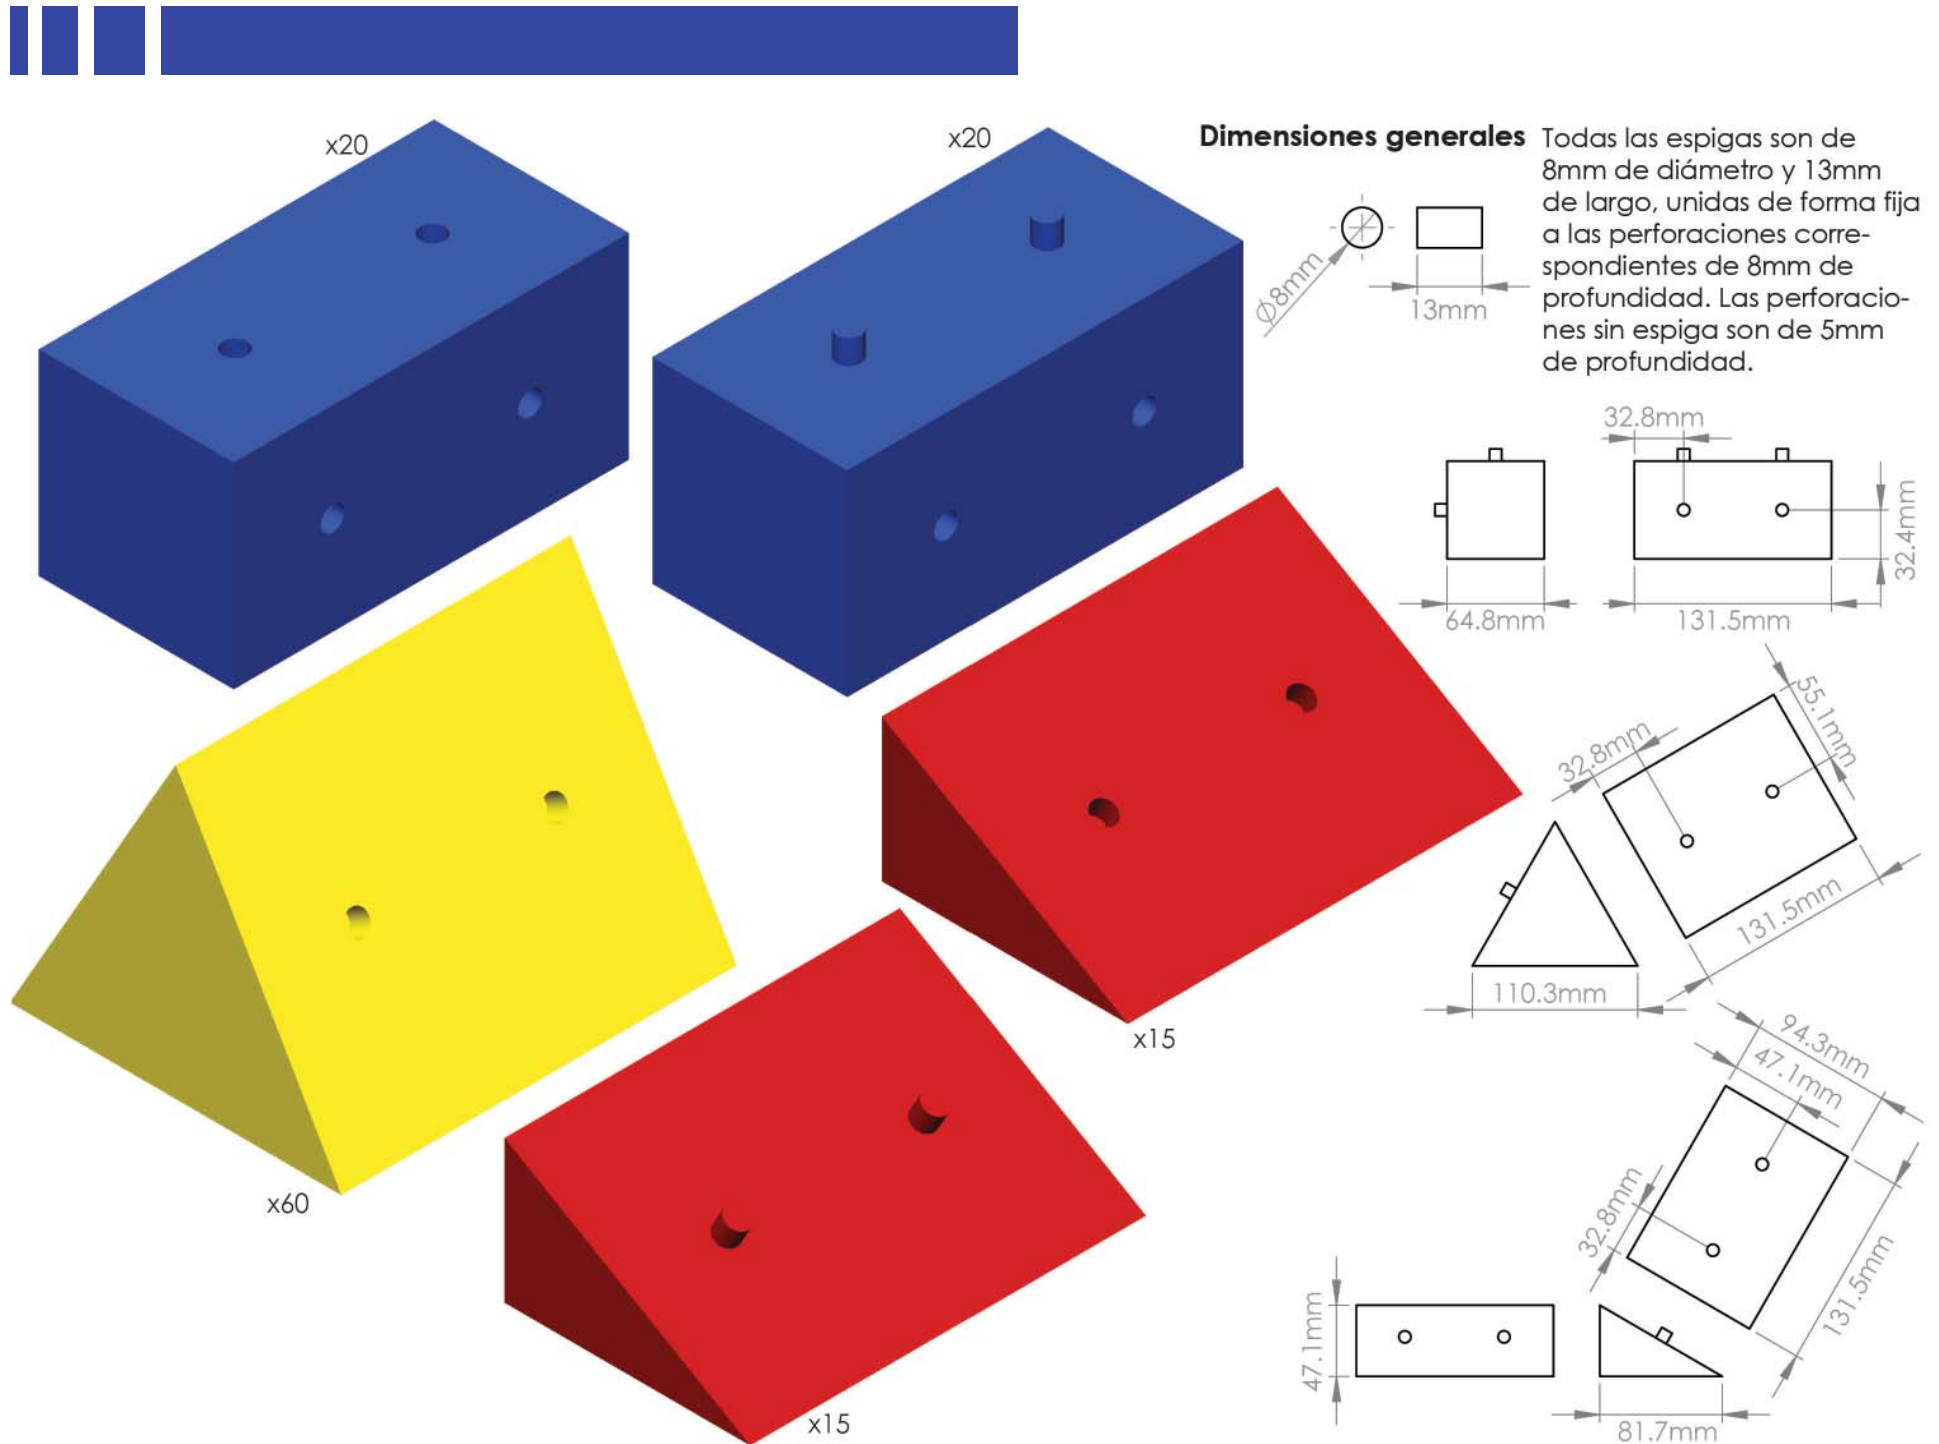 x20
x20
Dimensiones generales
Todas las espigas son de
8mm de diámetro y 13mm
de largo, unidas de forma fija
a las perforaciones corre-
spondientes de 8mm de
profundidad. Las perforacio-
nes sin espiga son de 5mm
de profundidad.
Ø8mm
13mm
32.8mm
32.4mm
64.8mm
131.5mm
55.1mm
32.8mm
131.5mm
110.3mm
x15
94.3mm
47.1mm
x60
32.8mm
131.5mm
47.1mm
x15
81.7mm